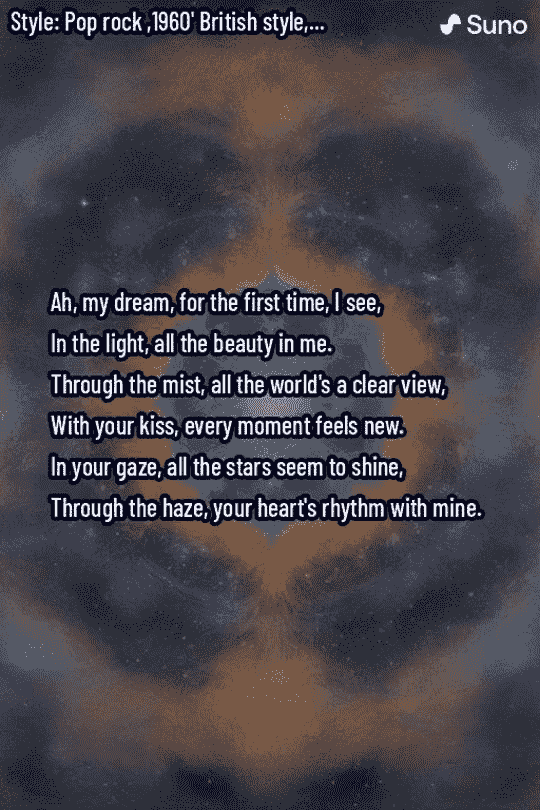 Style: Pop rock ,1960' British style,...
Suno
Ah, my dream, for the first time, I see,
In the light, all the beauty in me.
Through the mist, all the world's a clear view,
With your kiss, every moment feels new.
In your gaze, all the stars seem to shine,
Through the haze, your heart's rhythm with mine.